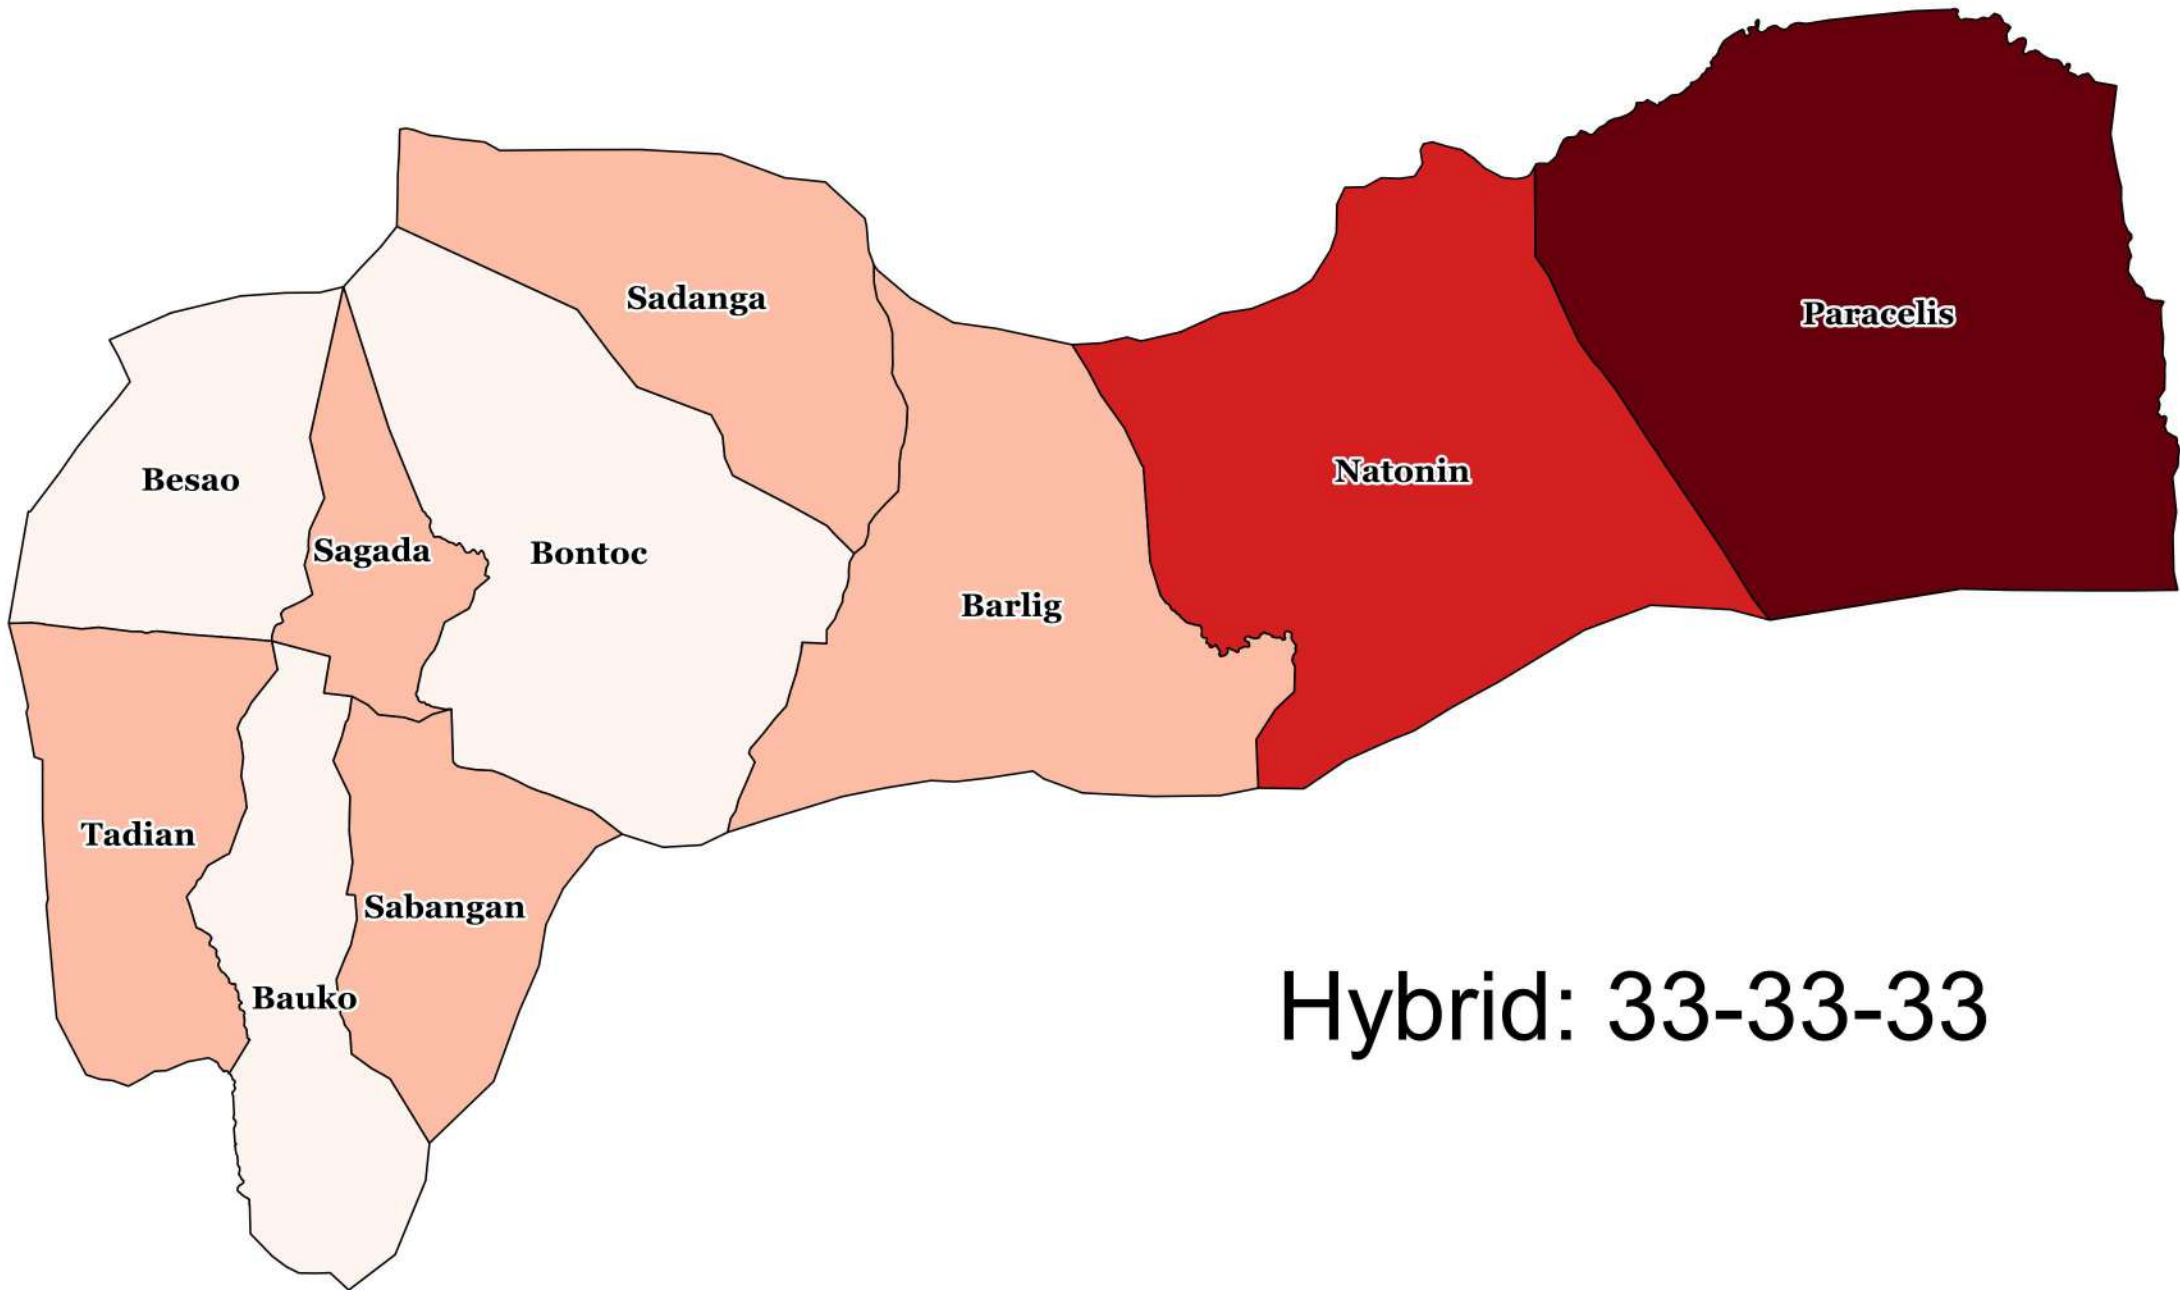 Sadanga
Paracelis
Natonin
Besao
Sagada
Bontoc
Barlig
Tadian
Sabangan
Bauko
Hybrid: 33-33-33